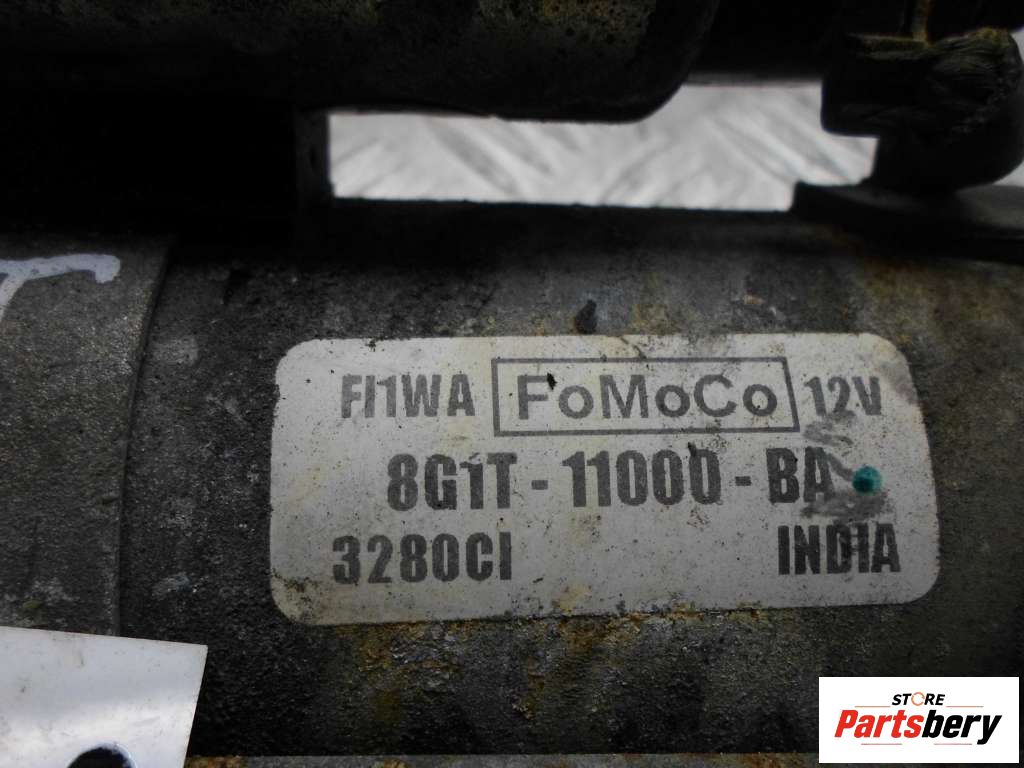 FI1WA FoMoCo 12V
8G1T - 11000 - BA
3280CI INDIA
STORE
Partsbery